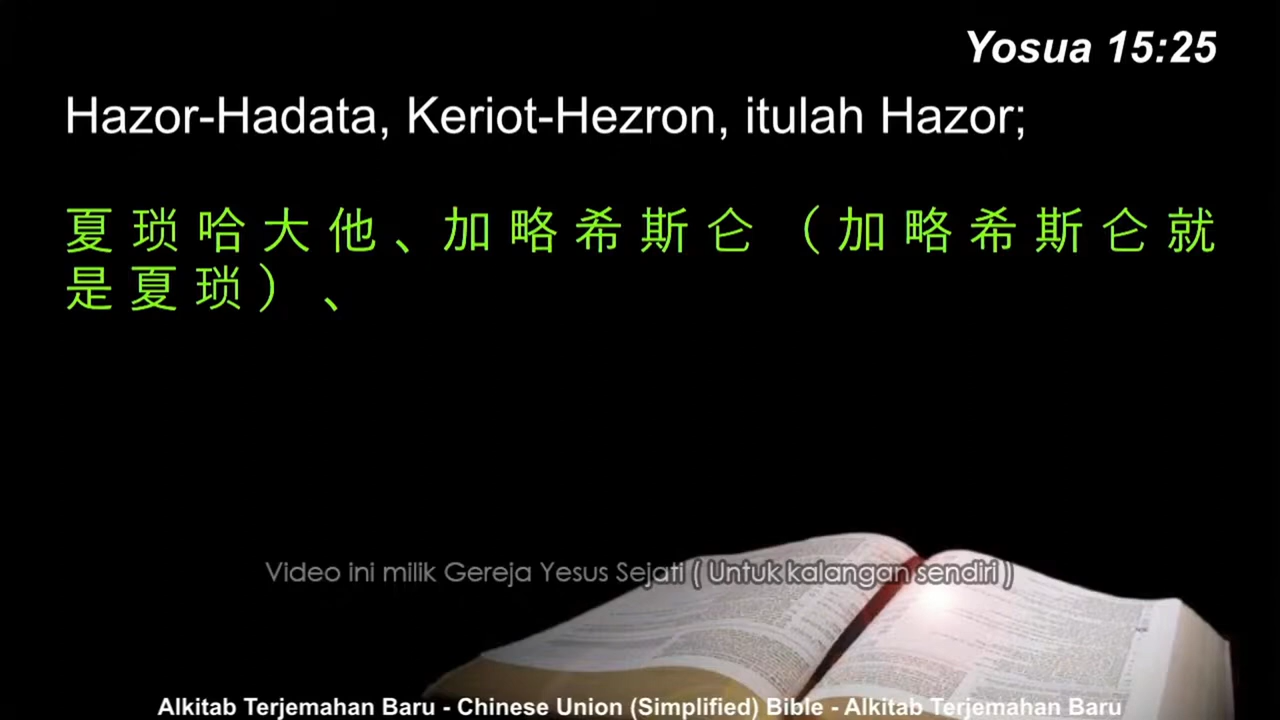 Yosua 15:25
Hazor-Hadata, Keriot-Hezron, itulah Hazor;
夏琐哈大他、加略希斯仑（加略希斯仑就
是夏琐）、
Video ini milik Gereja Yesus Sejati ( Untuk kalangan sendiri )
Alkitab Terjemahan Baru - Chinese Union (Simplified) Bible - Alkitab Terjemahan Baru